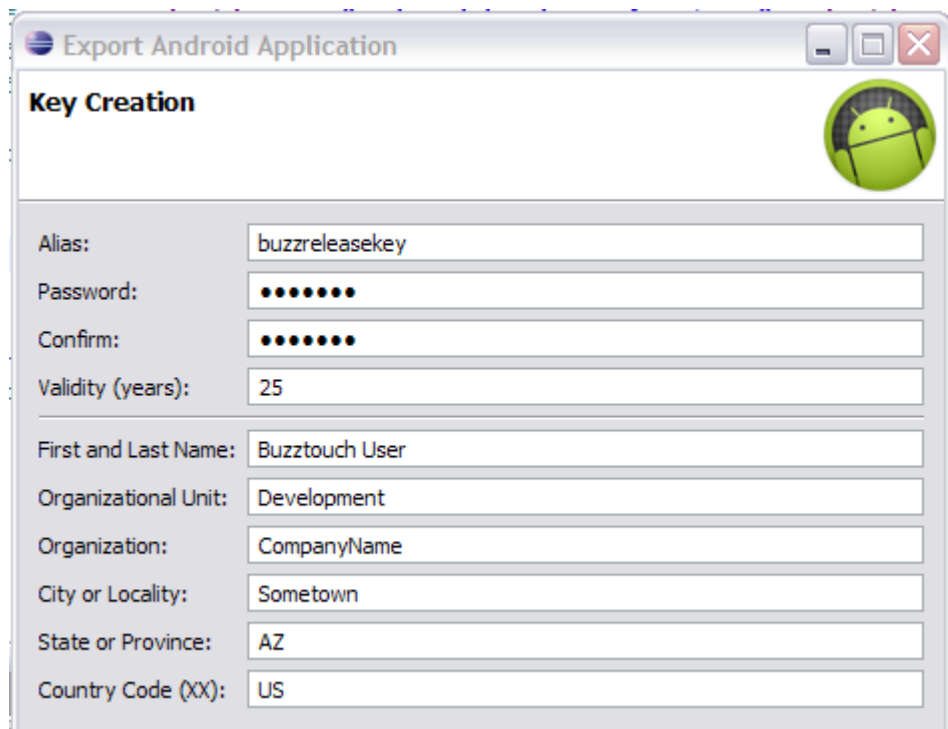 Export Android Application
Key Creation
Alias: buzzreleasekey
Password: •••••••
Confirm: •••••••
Validity (years): 25
First and Last Name: Buzztouch User
Organizational Unit: Development
Organization: CompanyName
City or Locality: Sometown
State or Province: AZ
Country Code (XX): US